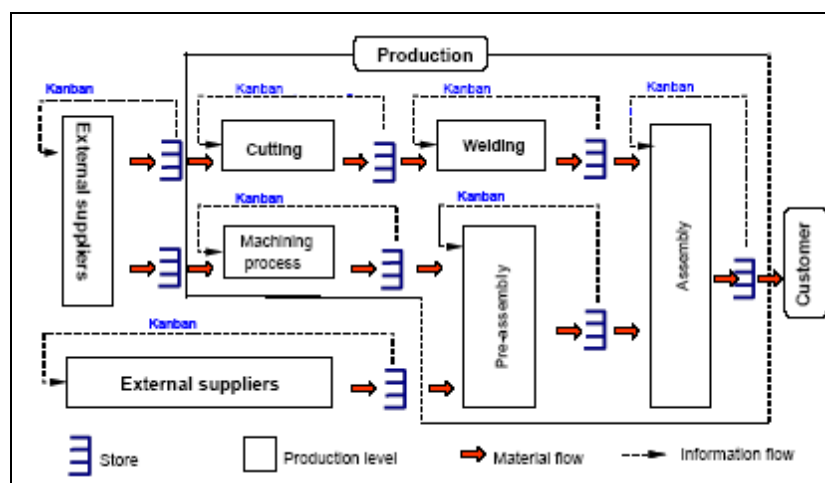 Production
Kanban
Kanban
Kanban
Kanban
External suppliers
Cutting
Welding
Assembly
Kanban
Kanban
Machining
process
Pre-assembly
Customer
Kanban
External suppliers
Store
Production level
Material flow
Information flow